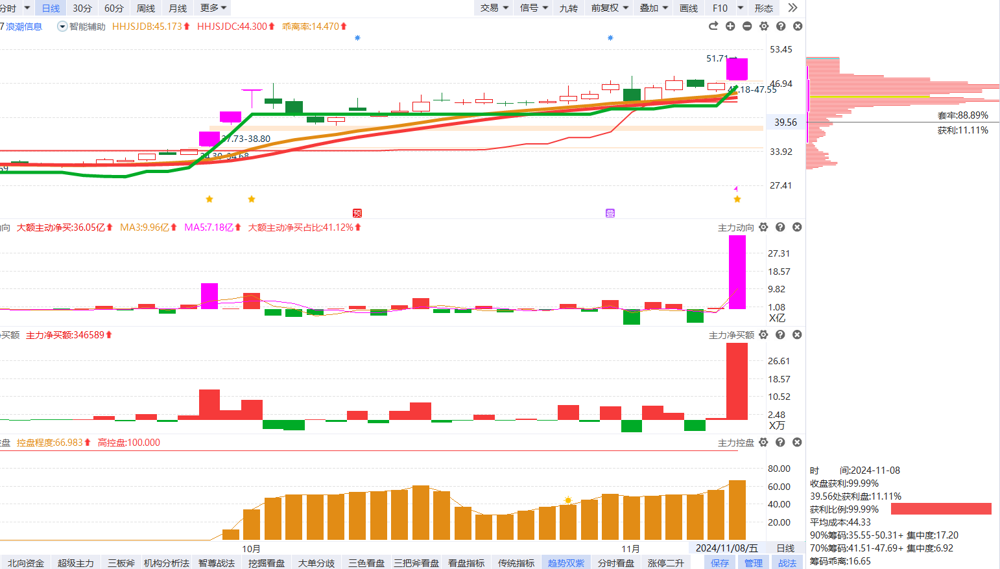 分时 日线 30分 60分 周线 月线 更多 交易 信号 九转 前复权 叠加 画线 F10 形态
7 浪潮信息 智能辅助 HHJSJDB:45.173 HHJSJDC:44.300 乖离率:14.470
53.45
51.71→
46.94
47.18-47.55
39.56
37.73-38.80
33.92
34.30-34.68
59
27.41
预
套牢:88.89%
获利:11.11%
动向 大额主动净买:36.05亿 MA3:9.96亿 MA5:7.18亿 大额主动净买占比:41.12% 主力动向
27.31
18.57
9.82
1.08
X亿
净买额 主力净买额:346589 主力净买额
26.61
18.57
10.52
2.48
X万
控盘 控盘程度:66.983 高控盘:100.000 主力控盘
80.00
60.00
40.00
20.00
10月 11月 2024/11/08/五 日线
北向资金 超级主力 三板斧 机构分析法 智尊战法 挖掘看盘 大单分歧 三色看盘 三把斧看盘 看盘指标 传统指标 趋势双紫 分时看盘 涨停二升 保存 管理 战法
时 间:2024-11-08
收盘获利:99.99%
39.56处获利盘:11.11%
获利比例:99.99%
平均成本:44.33
90%筹码:35.55-50.31+ 集中度:17.20
70%筹码:41.51-47.69+ 集中度:6.92
筹码乖离:16.65